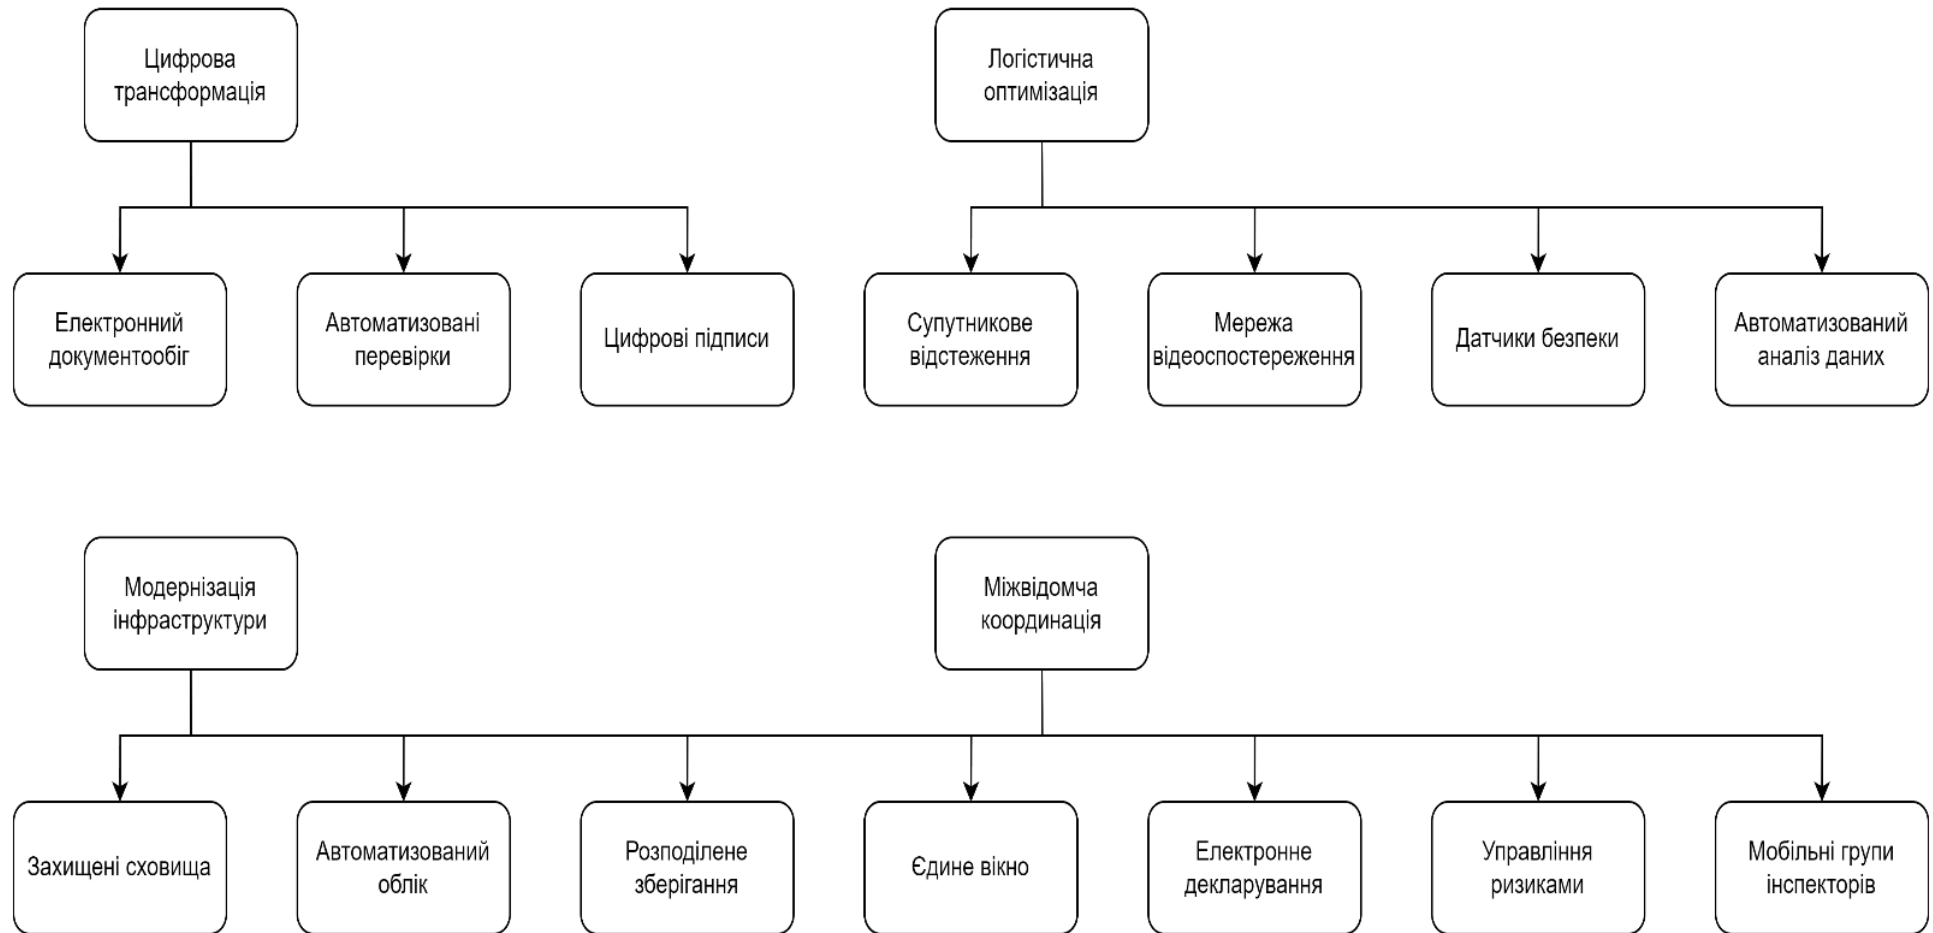 Цифрова
трансформація
Логістична
оптимізація
Електронний
документообіг
Автоматизовані
перевірки
Цифрові підписи
Супутникове
відстеження
Мережа
відеоспостереження
Датчики безпеки
Автоматизований
аналіз даних
Модернізація
інфраструктури
Міжвідомча
координація
Захищені сховища
Автоматизований
облік
Розподілене
зберігання
Єдине вікно
Електронне
декларування
Управління
ризиками
Мобільні групи
інспекторів